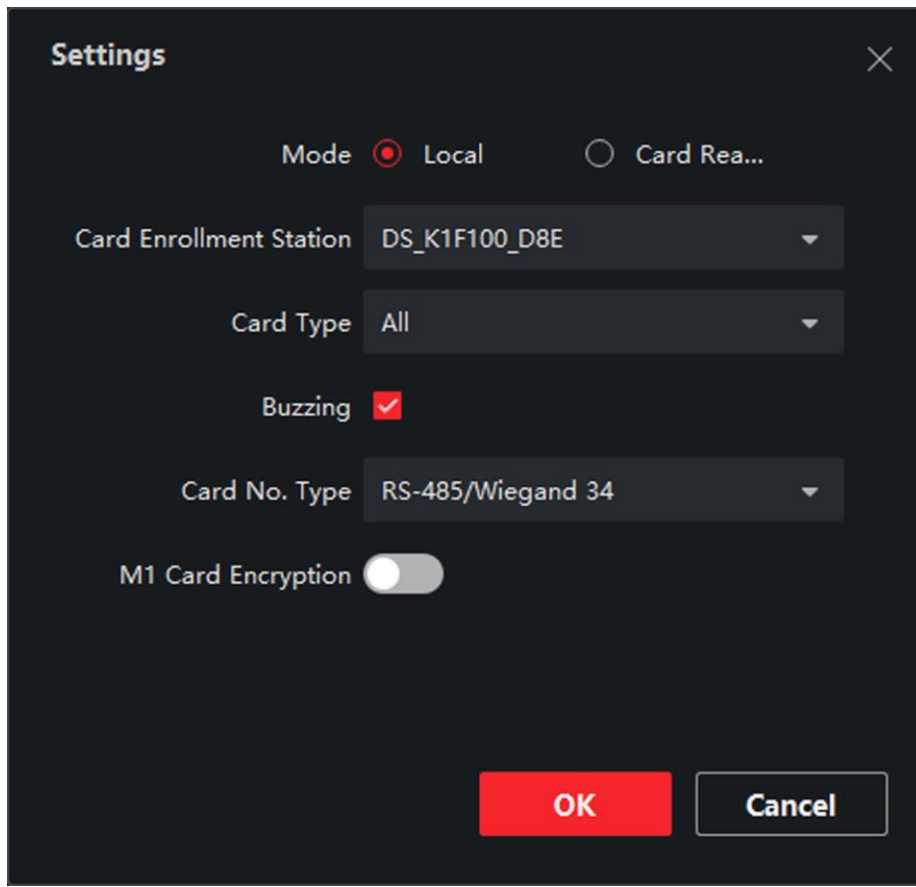 Settings
Mode Local Card Rea...
Card Enrollment Station DS_K1F100_D8E
Card Type All
Buzzing
Card No. Type RS-485/Wiegand 34
M1 Card Encryption
OK Cancel